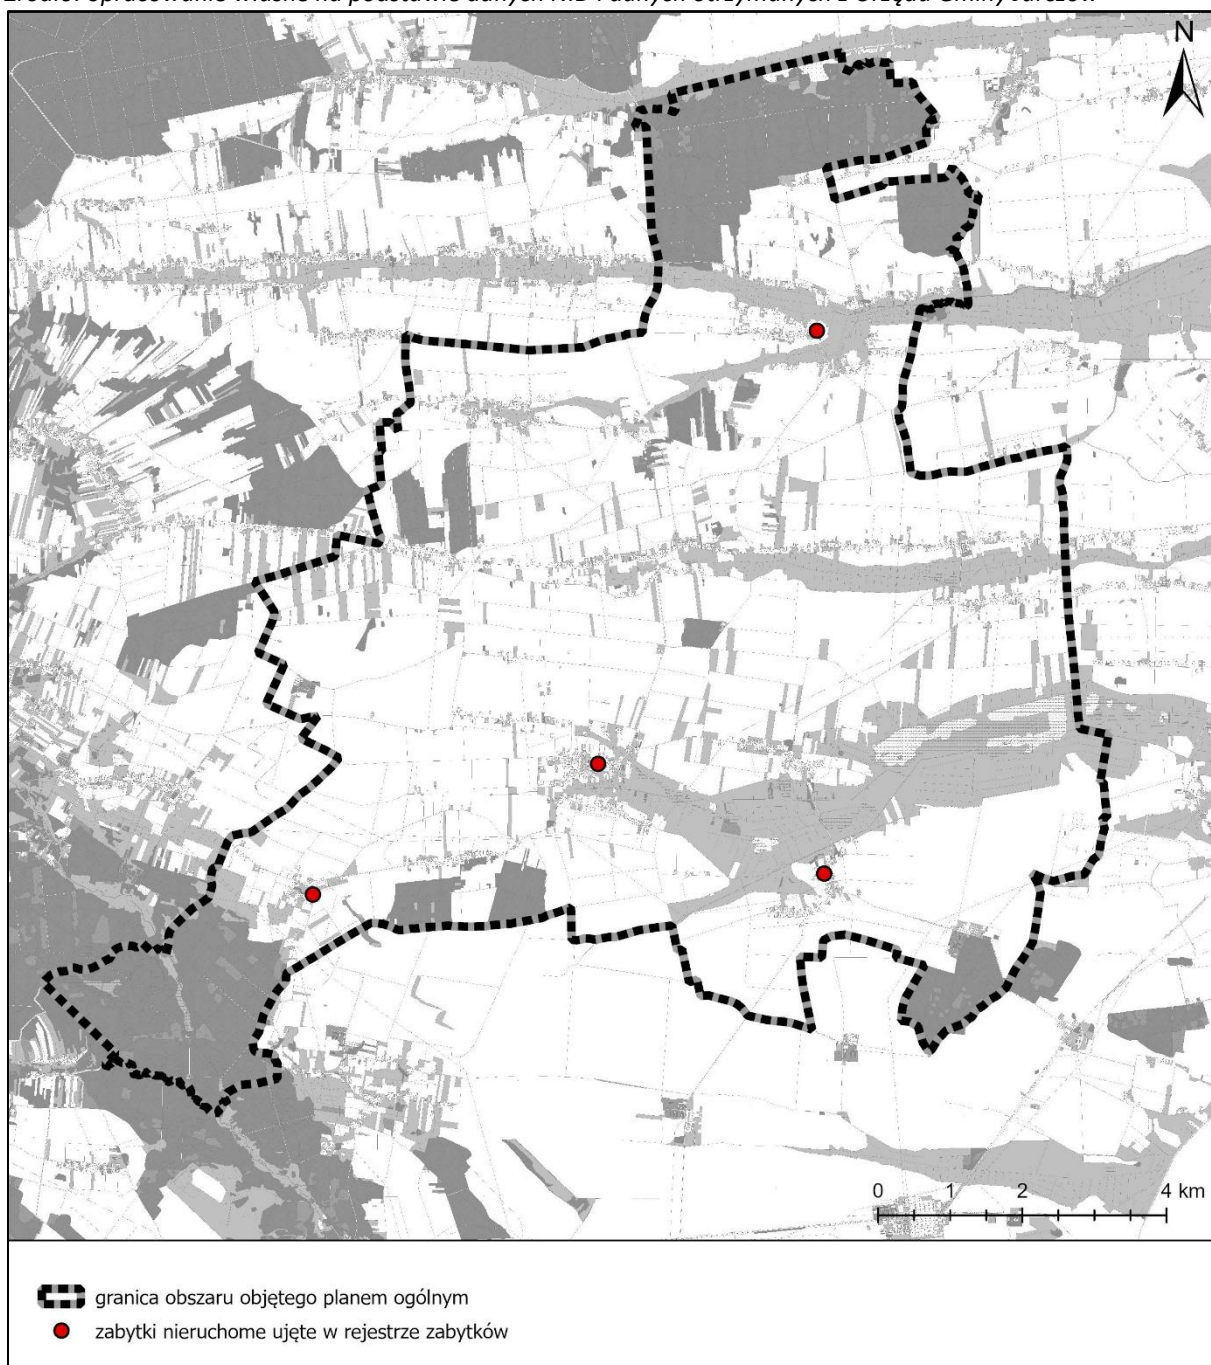 N
0 1 2 4 km
granica obszaru objętego planem ogólnym
zabytki nieruchome ujęte w rejestrze zabytków